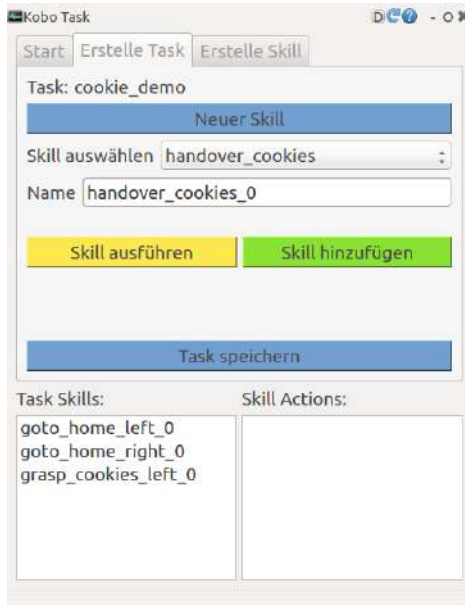 Kobo Task
D - O
Start Erstelle Task Erstelle Skill
Task: cookie_demo
Neuer Skill
Skill auswählen handover_cookies
Name handover_cookies_0
Skill ausführen Skill hinzufügen
Task speichern
Task Skills: Skill Actions:
goto_home_left_0
goto_home_right_0
grasp_cookies_left_0